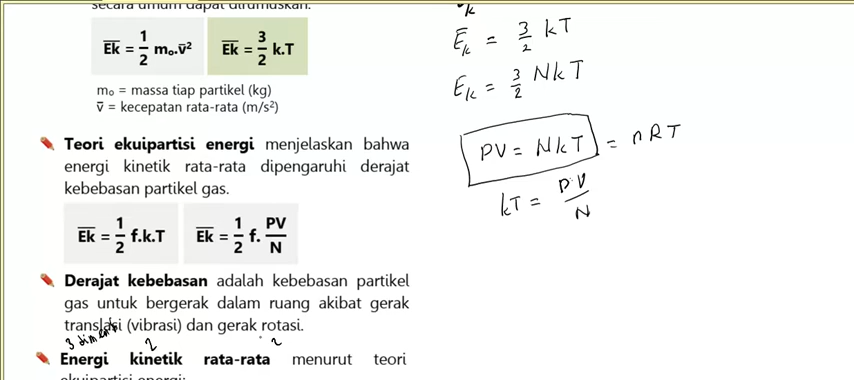 secara umum dapat dirumuskan.
Ek = 1/2 mo.v̄²   Ek = 3/2 k.T
mo = massa tiap partikel (kg)
v̄ = kecepatan rata-rata (m/s²)
Teori ekuipartisi energi menjelaskan bahwa
energi kinetik rata-rata dipengaruhi derajat
kebebasan partikel gas.
Ek = 1/2 f.k.T   Ek = 1/2 f. PV/N
Derajat kebebasan adalah kebebasan partikel
gas untuk bergerak dalam ruang akibat gerak
translasi (vibrasi) dan gerak rotasi.
3 dimensi 2 2
Energi kinetik rata-rata menurut teori
ekuipartisi energi:
k
Ek = 3/2 kT
Ek = 3/2 NkT
PV = NkT = nRT
kT = PV/N